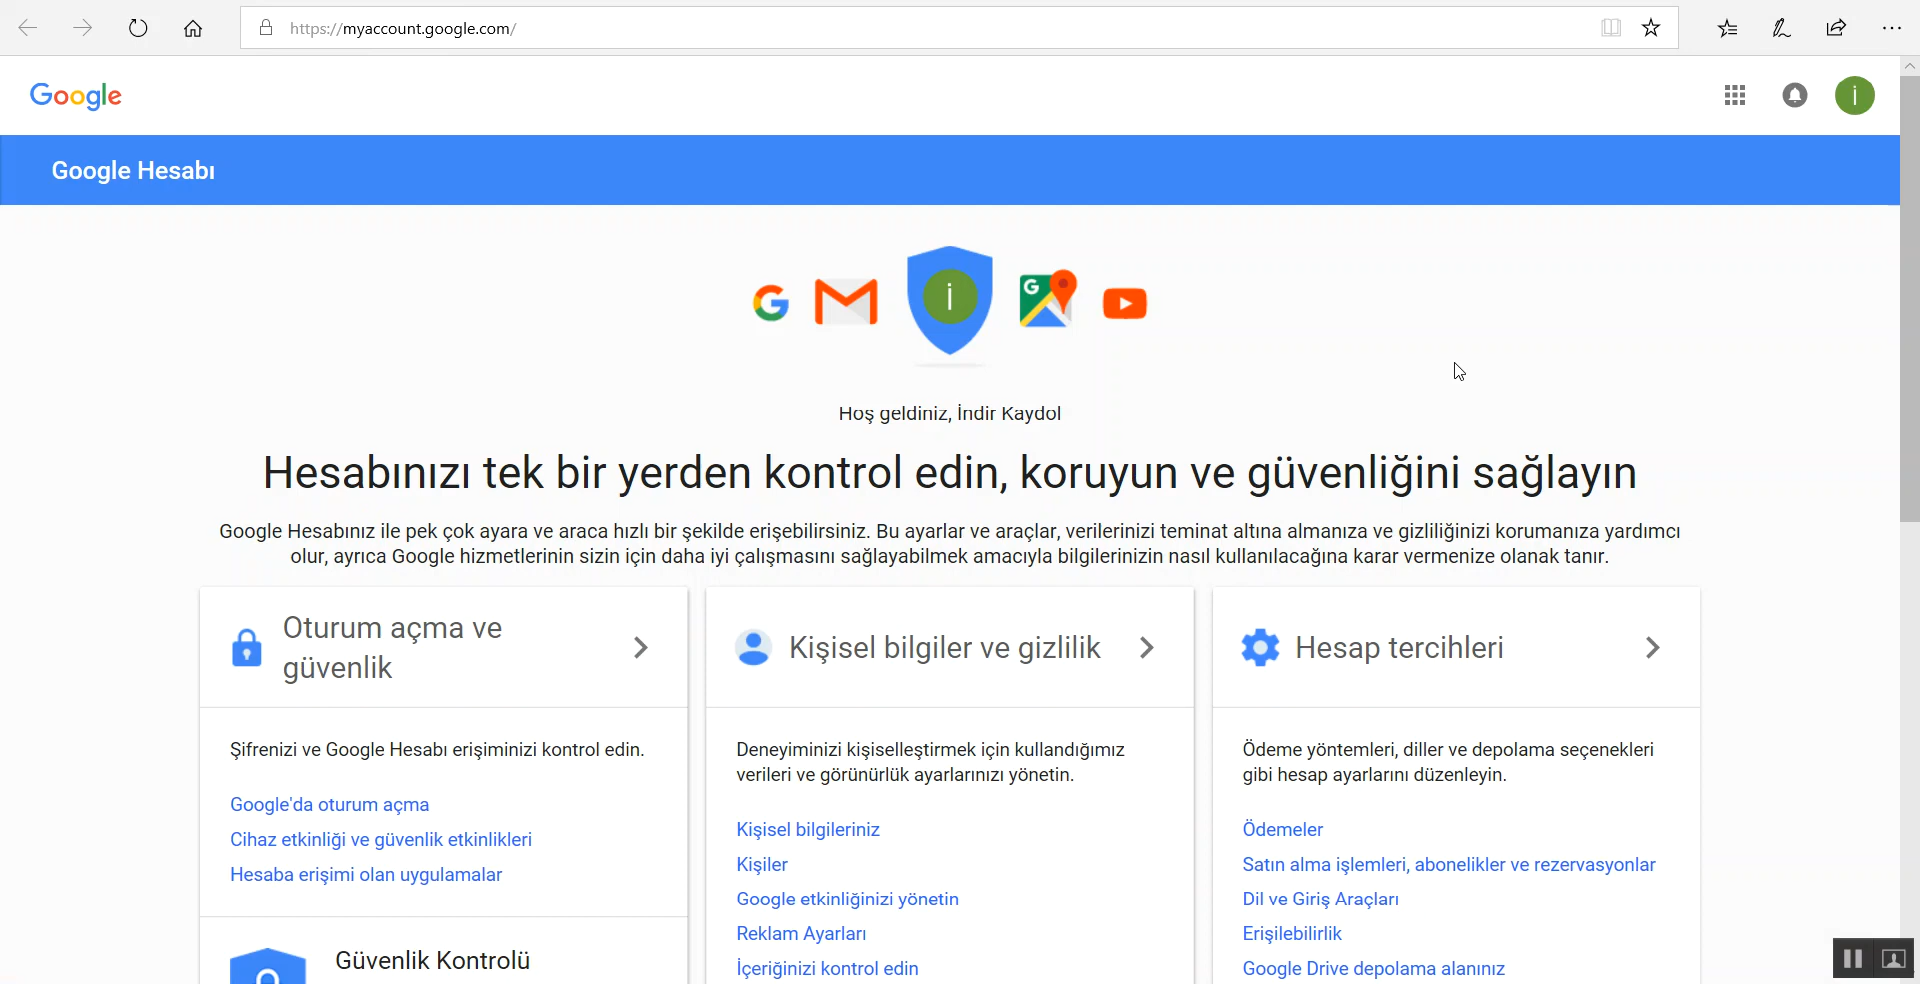 https://myaccount.google.com/
Google
i
Google Hesabı
G
i
G
Hoş geldiniz, İndir Kaydol
Hesabınızı tek bir yerden kontrol edin, koruyun ve güvenliğini sağlayın
Google Hesabınız ile pek çok ayara ve araca hızlı bir şekilde erişebilirsiniz. Bu ayarlar ve araçlar, verilerinizi teminat altına almanıza ve gizliliğinizi korumanıza yardımcı
olur, ayrıca Google hizmetlerinin sizin için daha iyi çalışmasını sağlayabilmek amacıyla bilgilerinizin nasıl kullanılacağına karar vermenize olanak tanır.
Oturum açma ve
güvenlik
Şifrenizi ve Google Hesabı erişiminizi kontrol edin.
Google'da oturum açma
Cihaz etkinliği ve güvenlik etkinlikleri
Hesaba erişimi olan uygulamalar
Güvenlik Kontrolü
Kişisel bilgiler ve gizlilik
Deneyiminizi kişiselleştirmek için kullandığımız
verileri ve görünürlük ayarlarınızı yönetin.
Kişisel bilgileriniz
Kişiler
Google etkinliğinizi yönetin
Reklam Ayarları
İçeriğinizi kontrol edin
Hesap tercihleri
Ödeme yöntemleri, diller ve depolama seçenekleri
gibi hesap ayarlarını düzenleyin.
Ödemeler
Satın alma işlemleri, abonelikler ve rezervasyonlar
Dil ve Giriş Araçları
Erişilebilirlik
Google Drive depolama alanınız